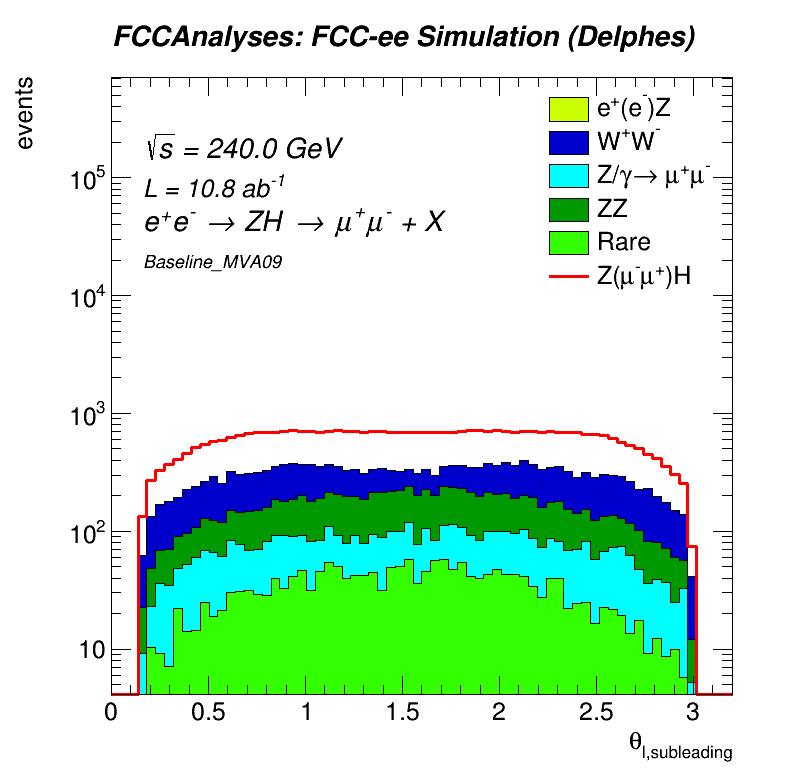 FCCAnalyses: FCC-ee Simulation (Delphes)
events
√s = 240.0 GeV
L = 10.8 ab⁻¹
e⁺e⁻ → ZH → μ⁺μ⁻ + X
Baseline_MVA09
e⁺(e⁻)Z
W⁺W⁻
Z/γ→ μ⁺μ⁻
ZZ
Rare
Z(μ⁻μ⁺)H
10⁵
10⁴
10³
10²
10
0 0.5 1 1.5 2 2.5 3
θ_l,subleading